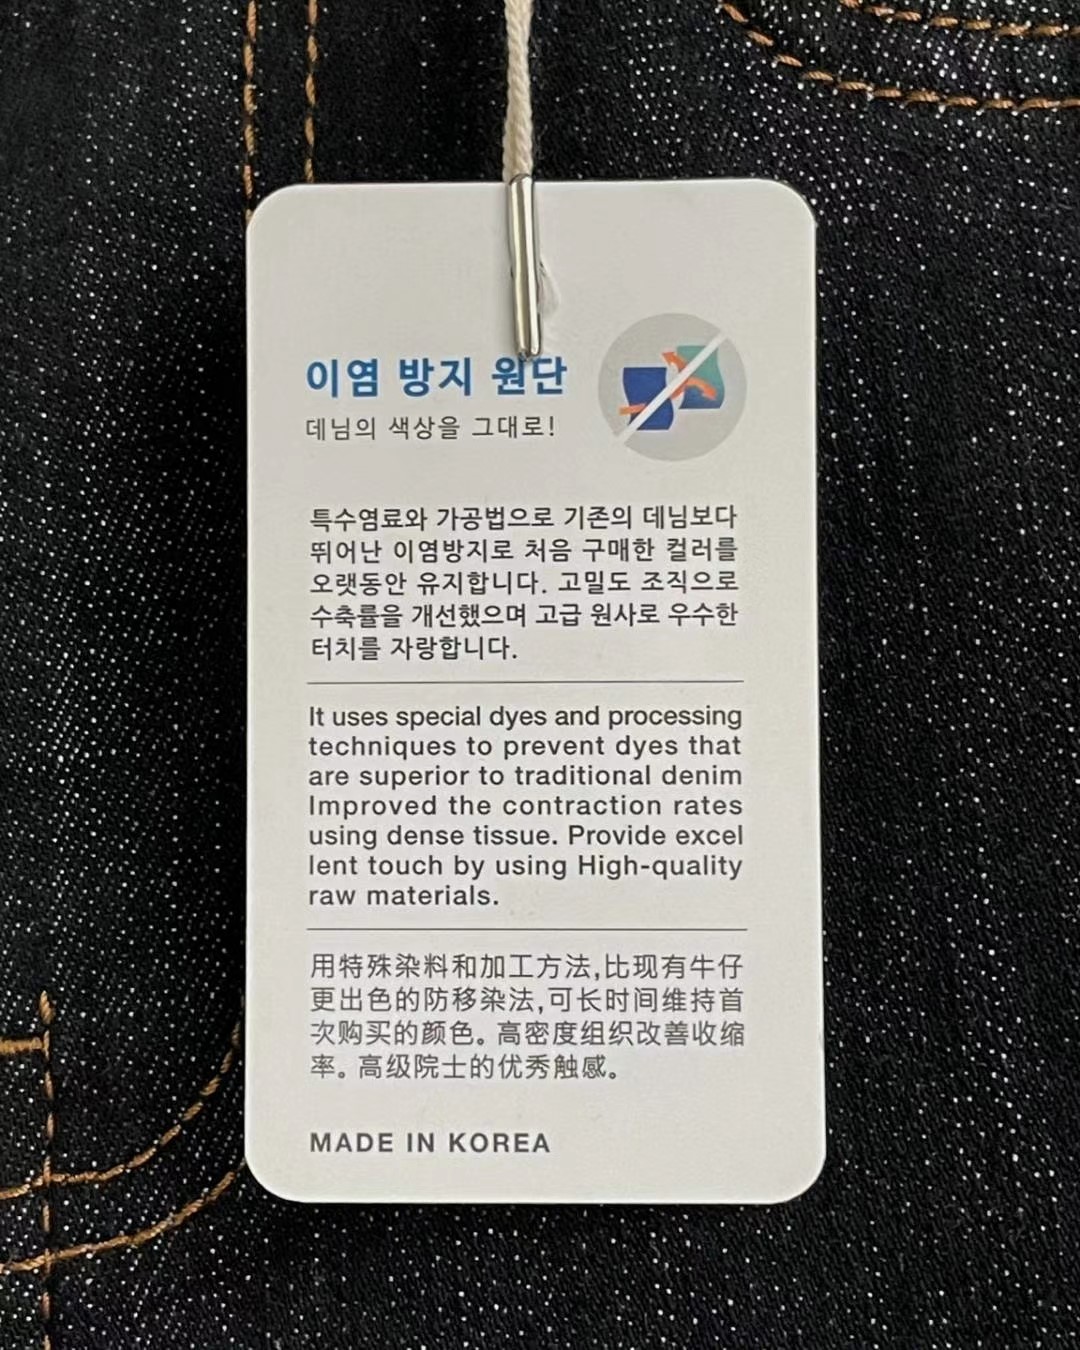 이염 방지 원단
데님의 색상을 그대로!
특수염료와 가공법으로 기존의 데님보다
뛰어난 이염방지로 처음 구매한 컬러를
오랫동안 유지합니다. 고밀도 조직으로
수축률을 개선했으며 고급 원사로 우수한
터치를 자랑합니다.
It uses special dyes and processing
techniques to prevent dyes that
are superior to traditional denim
Improved the contraction rates
using dense tissue. Provide excel
lent touch by using High-quality
raw materials.
用特殊染料和加工方法,比现有牛仔
更出色的防移染法,可长时间维持首
次购买的颜色。高密度组织改善收缩
率。高级院士的优秀触感。
MADE IN KOREA